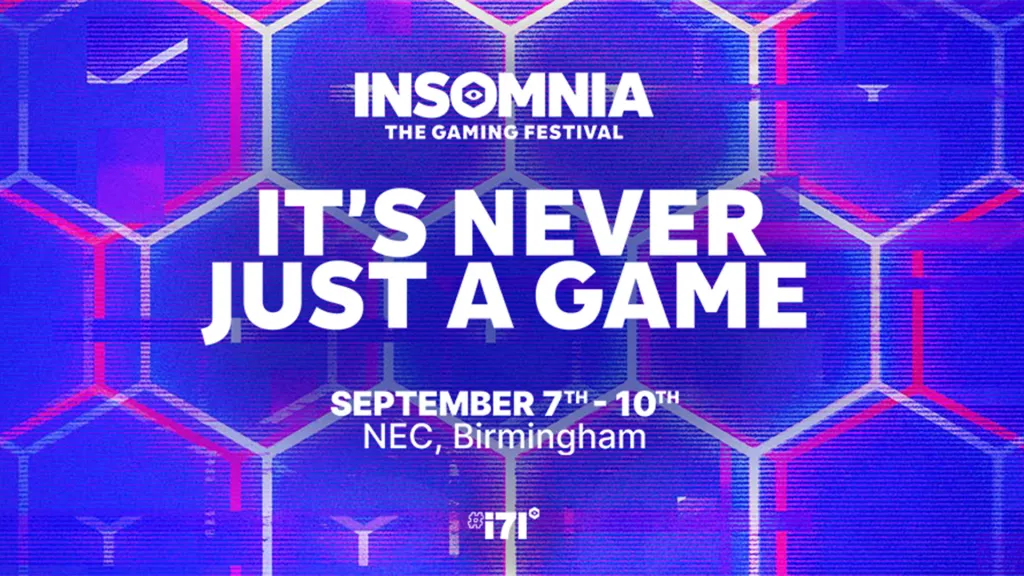 INSOMNIA
THE GAMING FESTIVAL
IT'S NEVER
JUST A GAME
SEPTEMBER 7TH - 10TH
NEC, Birmingham
#i71